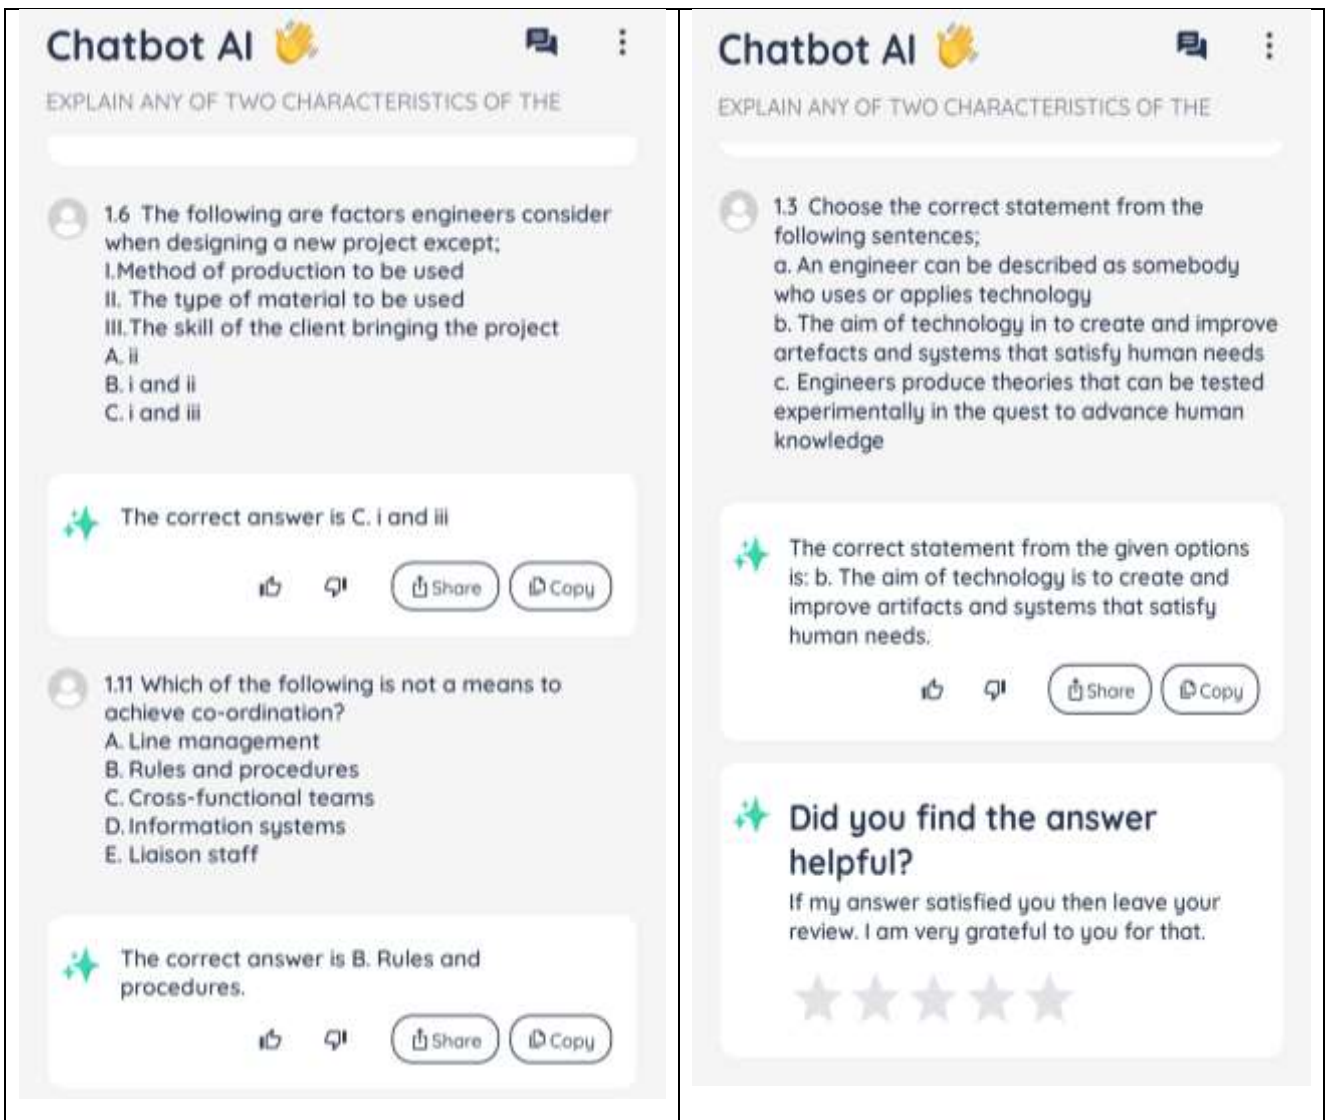 Chatbot AI 👋
EXPLAIN ANY OF TWO CHARACTERISTICS OF THE
1.6 The following are factors engineers consider
when designing a new project except;
I.Method of production to be used
II. The type of material to be used
III.The skill of the client bringing the project
A. ii
B. i and ii
C. i and iii
The correct answer is C. i and iii
Share
Copy
1.11 Which of the following is not a means to
achieve co-ordination?
A. Line management
B. Rules and procedures
C. Cross-functional teams
D. Information systems
E. Liaison staff
The correct answer is B. Rules and
procedures.
Share
Copy
Chatbot AI 👋
EXPLAIN ANY OF TWO CHARACTERISTICS OF THE
1.3 Choose the correct statement from the
following sentences;
a. An engineer can be described as somebody
who uses or applies technology
b. The aim of technology in to create and improve
artefacts and systems that satisfy human needs
c. Engineers produce theories that can be tested
experimentally in the quest to advance human
knowledge
The correct statement from the given options
is: b. The aim of technology is to create and
improve artifacts and systems that satisfy
human needs.
Share
Copy
Did you find the answer
helpful?
If my answer satisfied you then leave your
review. I am very grateful to you for that.